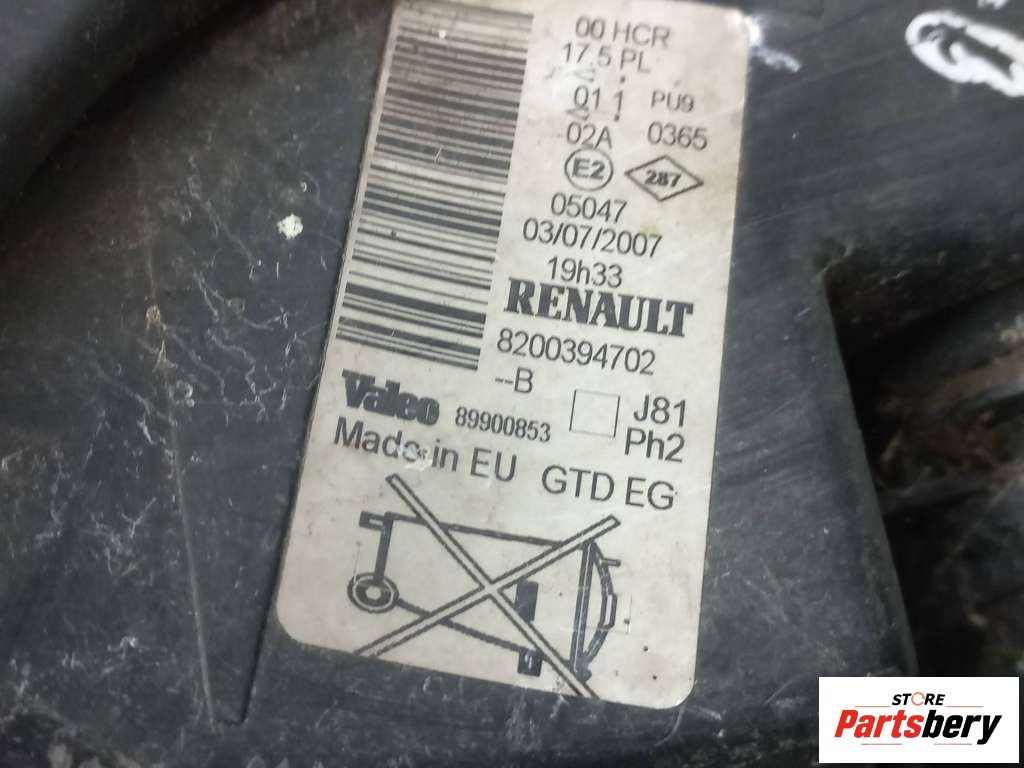 00 HCR
17.5 PL
01 1 PU9
02A 0365
E2 287
05047
03/07/2007
19h33
RENAULT
8200394702
--B
J81
Valeo 89900853
Ph2
Made in EU GTD EG
STORE
Partsbery